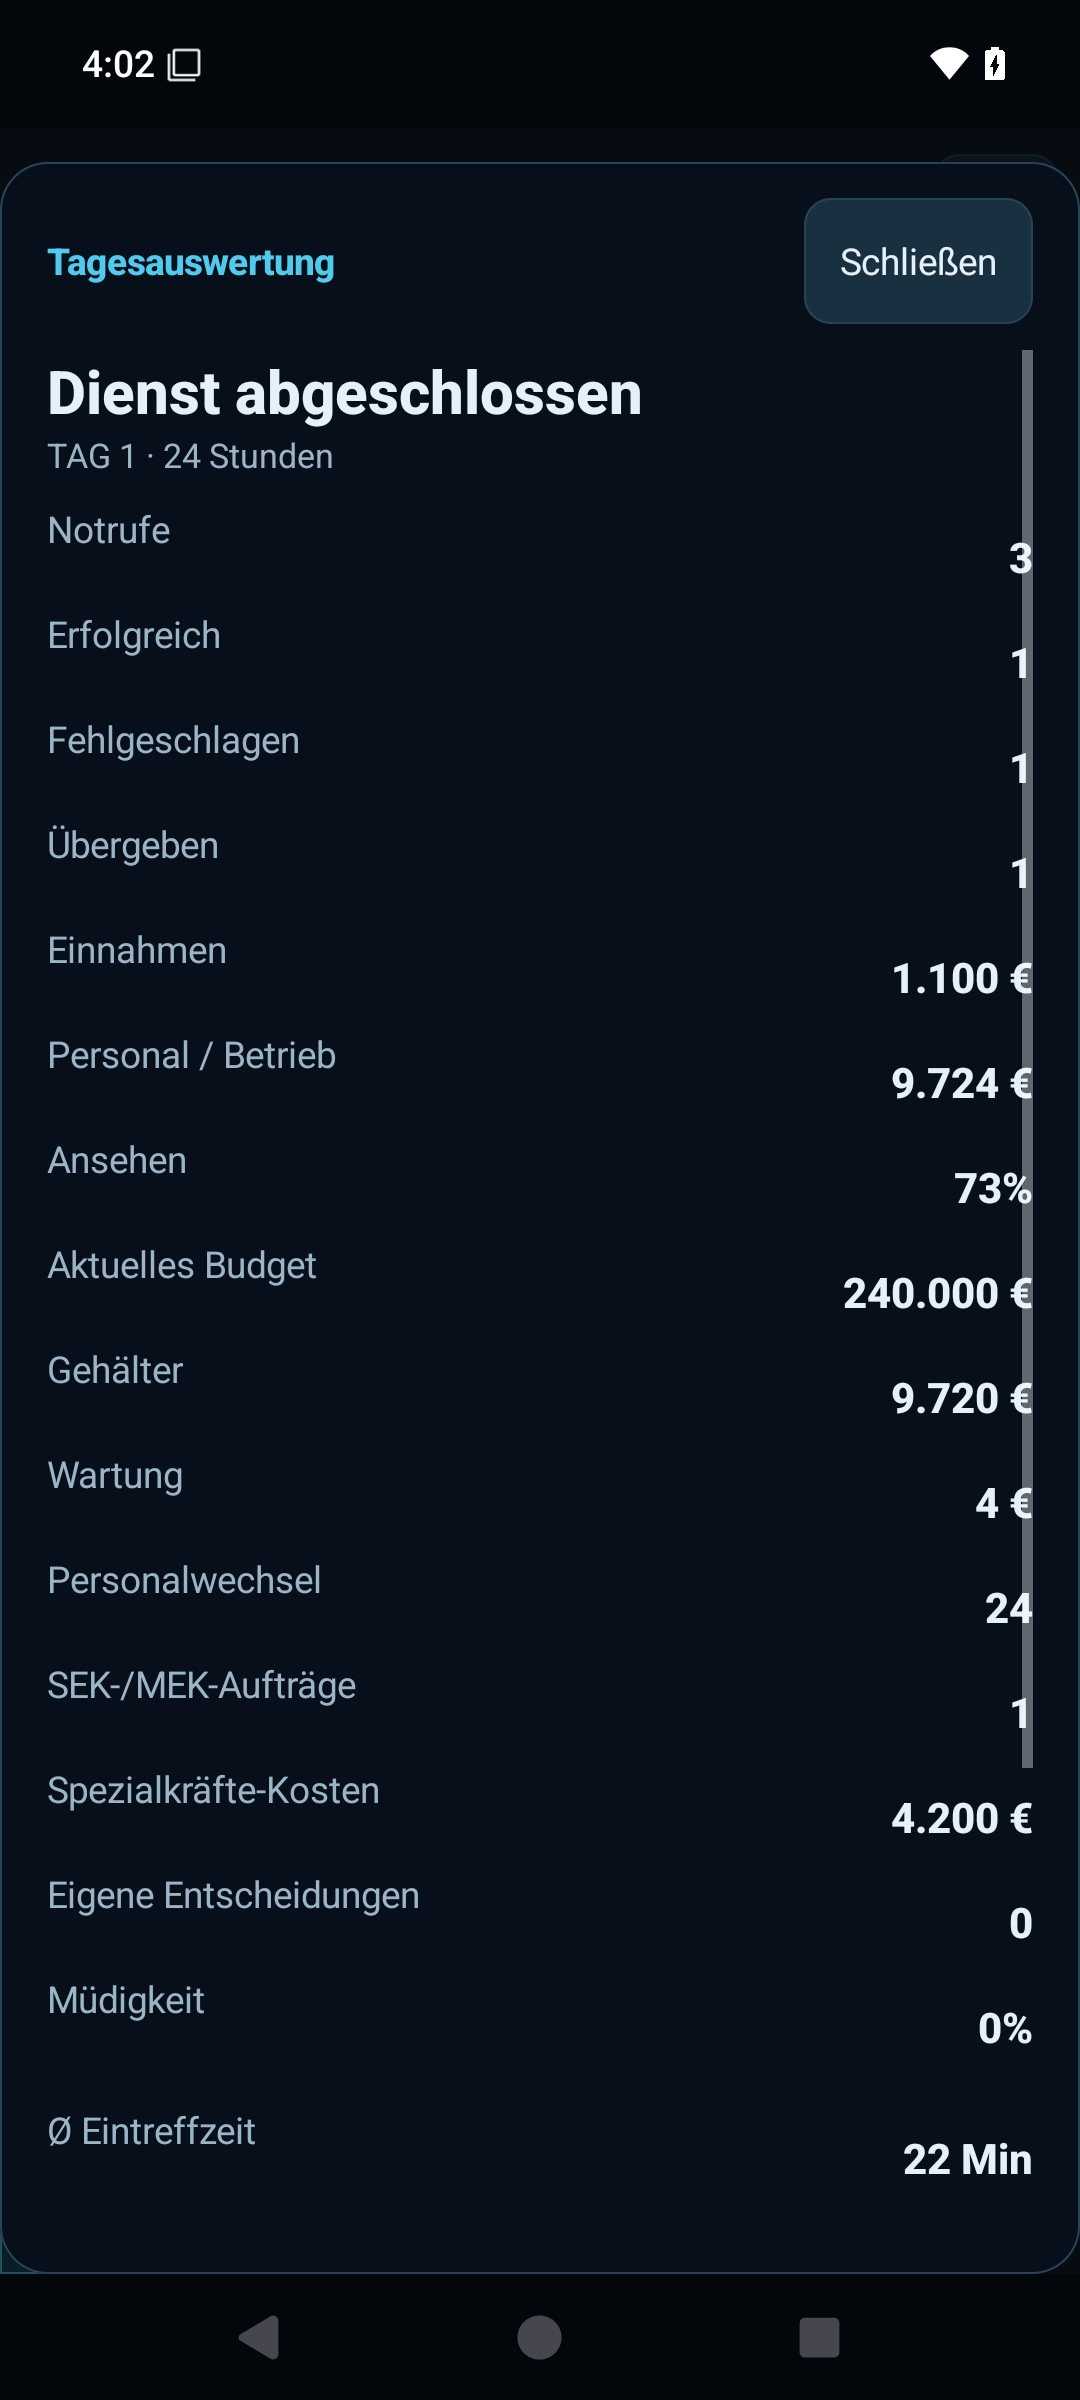 4:02
Tagesauswertung
Schließen
Dienst abgeschlossen
TAG 1 · 24 Stunden
Notrufe
3
Erfolgreich
1
Fehlgeschlagen
1
Übergeben
1
Einnahmen
1.100 €
Personal / Betrieb
9.724 €
Ansehen
73%
Aktuelles Budget
240.000 €
Gehälter
9.720 €
Wartung
4 €
Personalwechsel
24
SEK-/MEK-Aufträge
1
Spezialkräfte-Kosten
4.200 €
Eigene Entscheidungen
0
Müdigkeit
0%
Ø Eintreffzeit
22 Min